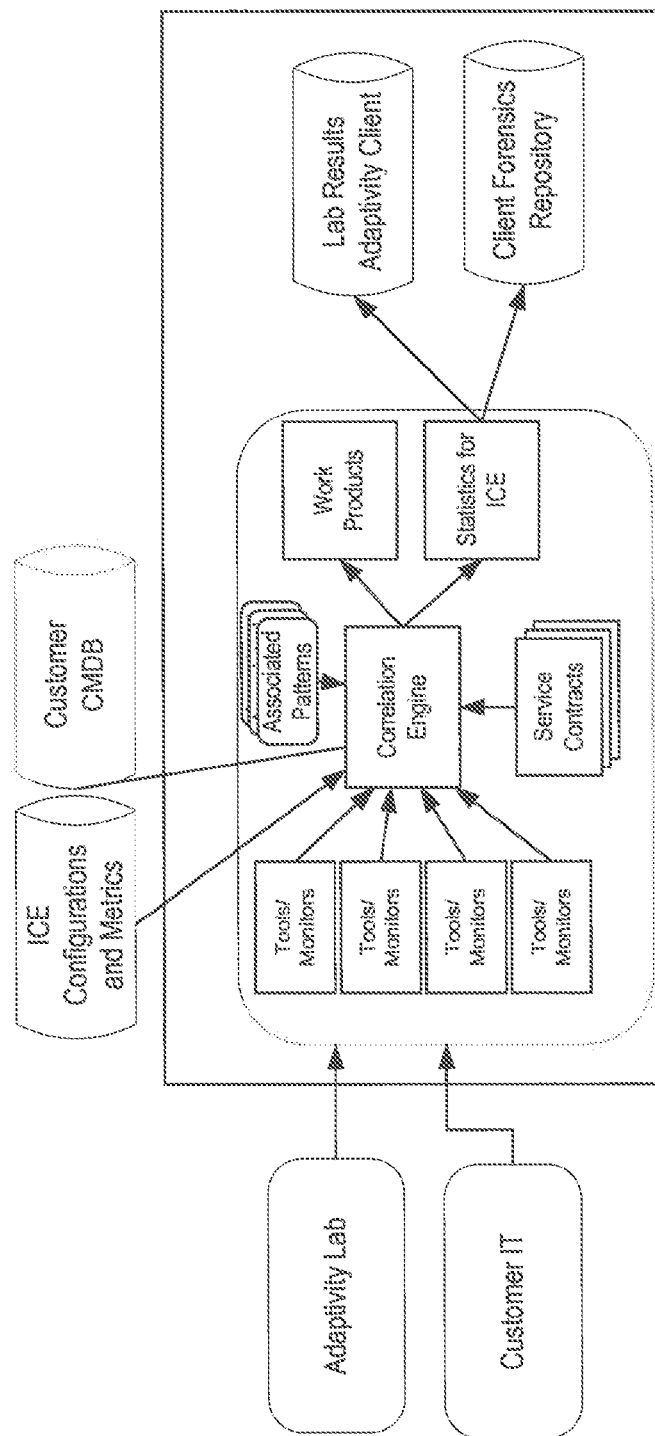 ICE
Configurations
and Metrics
Customer
CMDB
Adaptivity Lab
Customer IT
Tools/
Monitors
Tools/
Monitors
Tools/
Monitors
Tools/
Monitors
Associated
Patterns
Correlation
Engine
Service
Contracts
Work
Products
Statistics for
ICE
Lab Results
Adaptivity Client
Client Forensics
Repository